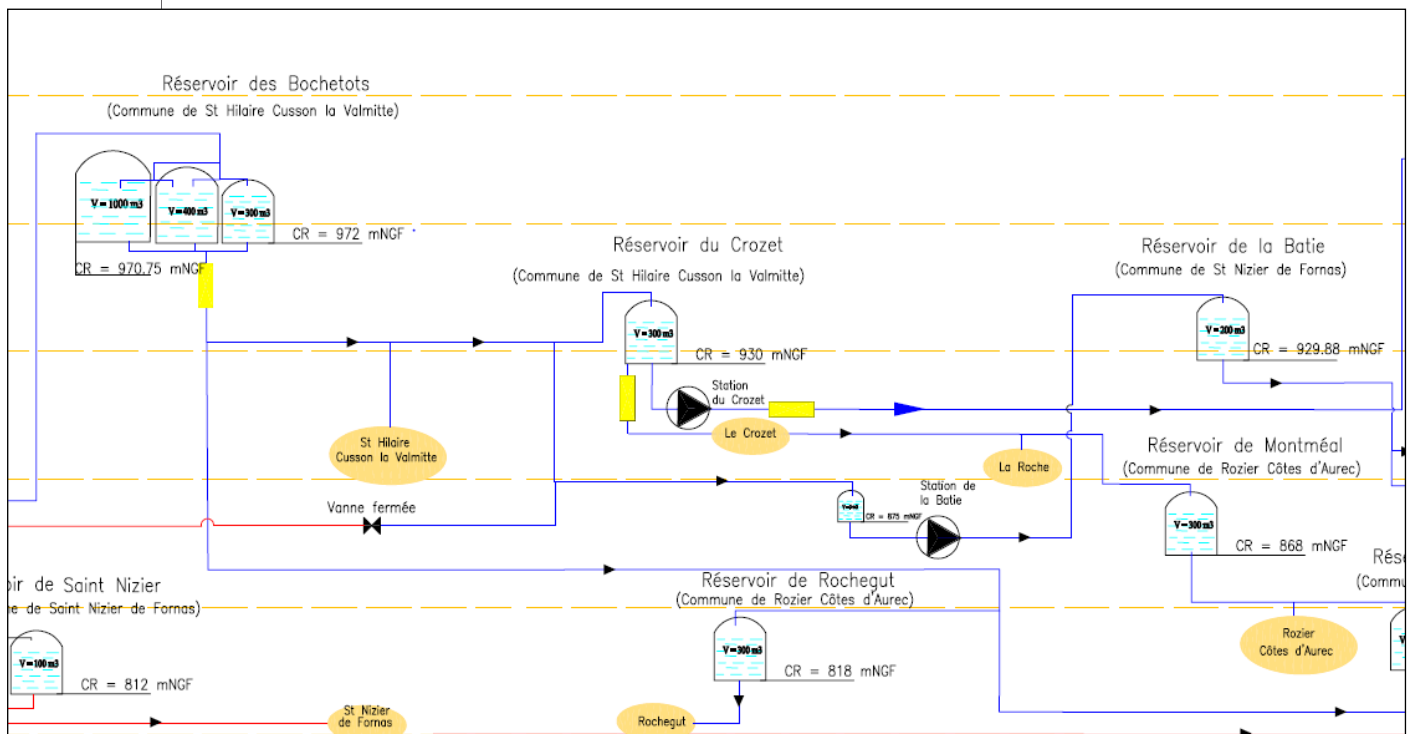 Réservoir des Bochetots
(Commune de St Hilaire Cusson la Valmitte)
V=1000 m3
V=400 m3
V=300 m3
CR = 972 mNGF
CR = 970.75 mNGF
Réservoir du Crozet
(Commune de St Hilaire Cusson la Valmitte)
V=300 m3
CR = 930 mNGF
Réservoir de la Batie
(Commune de St Nizier de Fornas)
V=200 m3
CR = 929.88 mNGF
Station
du Crozet
Le Crozet
St Hilaire
Cusson la Valmitte
La Roche
Réservoir de Montméal
(Commune de Rozier Côtes d'Aurec)
V=300 m3
CR = 868 mNGF
Station de
la Batie
CR = 875 mNGF
Vanne fermée
oir de Saint Nizier
e de Saint Nizier de Fornas)
V=100 m3
CR = 812 mNGF
St Nizier
de Fornas
Réservoir de Rochegut
(Commune de Rozier Côtes d'Aurec)
V=300 m3
CR = 818 mNGF
Rochegut
Rozier
Côtes d'Aurec
Rés
(Commu